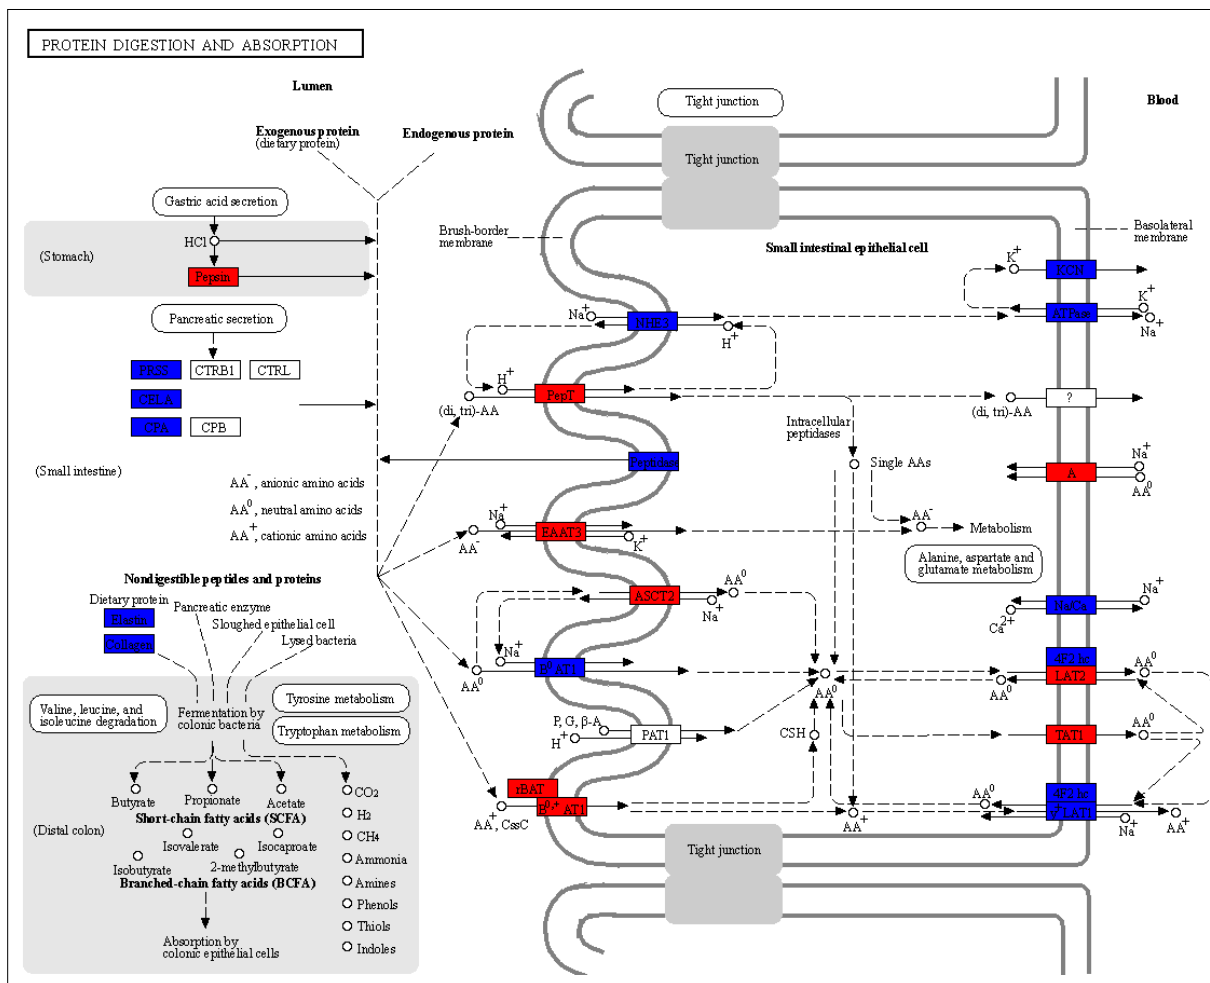 PROTEIN DIGESTION AND ABSORPTION
Lumen
Blood
Exogenous protein
(dietary protein)
Endogenous protein
Tight junction
Tight junction
Gastric acid secretion
HCl
(Stomach)
Pepsin
Brush-border
membrane
Small intestinal epithelial cell
Basolateral
membrane
K+
KCN
K+
ATPase
Na+
Pancreatic secretion
Na+
NHE3
H+
PRSS
CTRB1
CTRL
CELA
CPA
CPB
H+
PepT
(di, tri)-AA
(di, tri)-AA
?
Intracellular
peptidases
Peptidase
Single AAs
(Small intestine)
Na+
A
AA0
AA-, anionic amino acids
AA0, neutral amino acids
AA+, cationic amino acids
Na+
EAAT3
AA-
K+
AA-
Metabolism
Alanine, aspartate and
glutamate metabolism
Nondigestible peptides and proteins
Dietary protein
Pancreatic enzyme
Sloughed epithelial cell
Lysed bacteria
Elastin
Collagen
ASCT2
AA0
Na+
Na+
Na/Ca
Ca2+
Na+
B0AT1
AA0
AA0
4F2 hc
LAT2
AA0
AA0
Valine, leucine, and
isoleucine degradation
Fermentation by
colonic bacteria
Tyrosine metabolism
Tryptophan metabolism
P, G, β-A
H+
PAT1
CSH
TAT1
AA0
Butyrate
Propionate
Acetate
Short-chain fatty acids (SCFA)
Isovalerate
Isocaproate
Isobutyrate
2-methylbutyrate
Branched-chain fatty acids (BCFA)
(Distal colon)
Absorption by
colonic epithelial cells
CO2
H2
CH4
Ammonia
Amines
Phenols
Thiols
Indoles
rBAT
B0,+AT1
AA+, CssC
AA+
AA0
4F2 hc
Na+
AA+
Tight junction